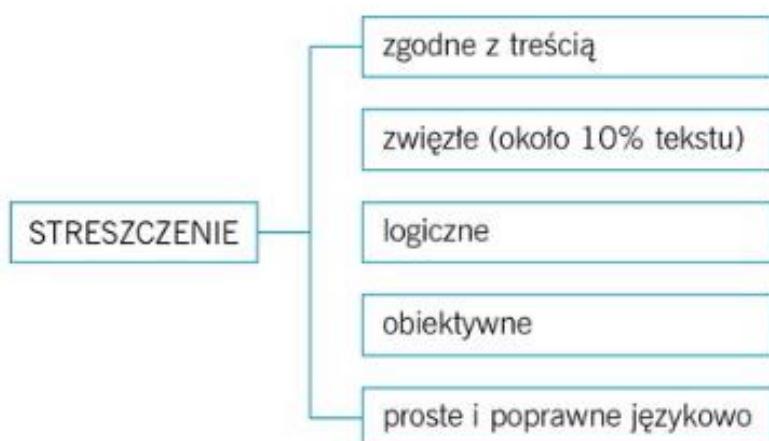 STRESZCZENIE
zgodne z treścią
zwięzłe (około 10% tekstu)
logiczne
obiektywne
proste i poprawne językowo